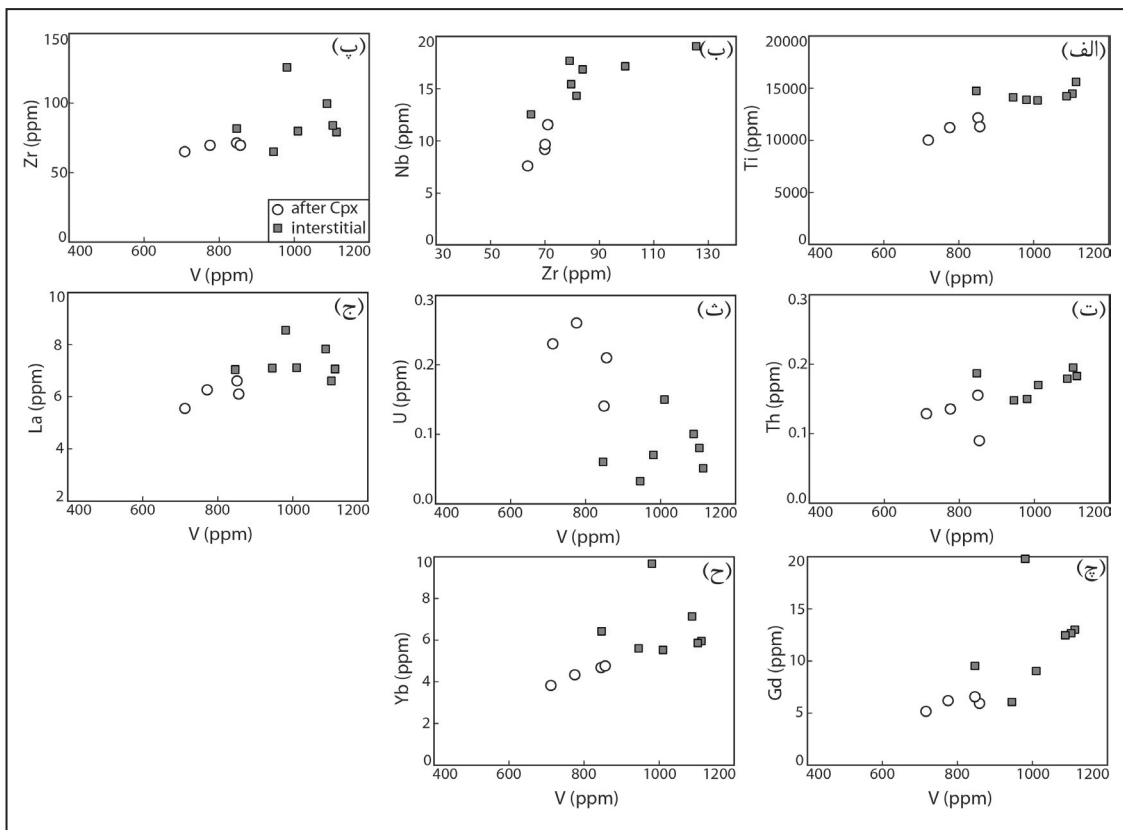 (الف)
Ti (ppm)
20000
15000
10000
5000
0
400 600 800 1000 1200
V (ppm)
(ب)
Nb (ppm)
20
15
10
5
0
30 50 70 90 110 130
Zr (ppm)
(پ)
Zr (ppm)
150
100
50
0
after Cpx
interstitial
400 600 800 1000 1200
V (ppm)
(ت)
Th (ppm)
0.3
0.2
0.1
0.0
400 600 800 1000 1200
V (ppm)
(ث)
U (ppm)
0.3
0.2
0.1
0.0
400 600 800 1000 1200
V (ppm)
(ج)
La (ppm)
10
8
6
4
2
400 600 800 1000 1200
V (ppm)
(چ)
Gd (ppm)
20
15
10
5
0
400 600 800 1000 1200
V (ppm)
(ح)
Yb (ppm)
10
8
6
4
2
0
400 600 800 1000 1200
V (ppm)